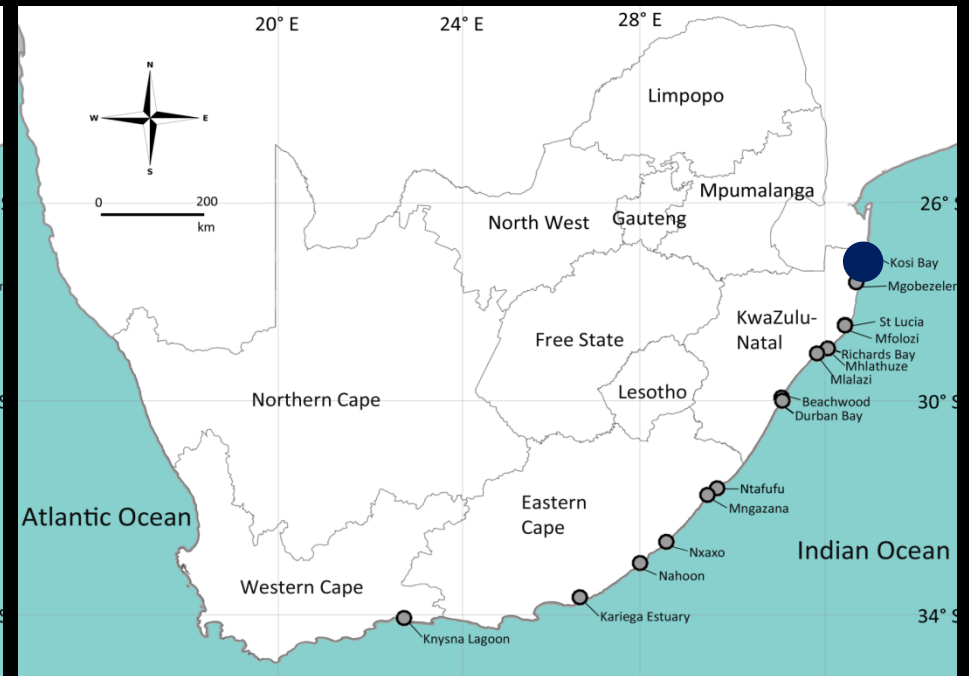 20° E
24° E
28° E
N
W
E
S
0
200
km
Limpopo
Mpumalanga
North West
Gauteng
26° S
Kosi Bay
Mgobezeler
KwaZulu-
Natal
St Lucia
Mfolozi
Richards Bay
Mhlathuze
Mlalazi
Free State
Lesotho
Northern Cape
Beachwood
30° S
Durban Bay
Ntafufu
Mngazana
Eastern
Cape
Atlantic Ocean
Nxaxo
Indian Ocean
Nahoon
Western Cape
Kariega Estuary
34° S
Knysna Lagoon